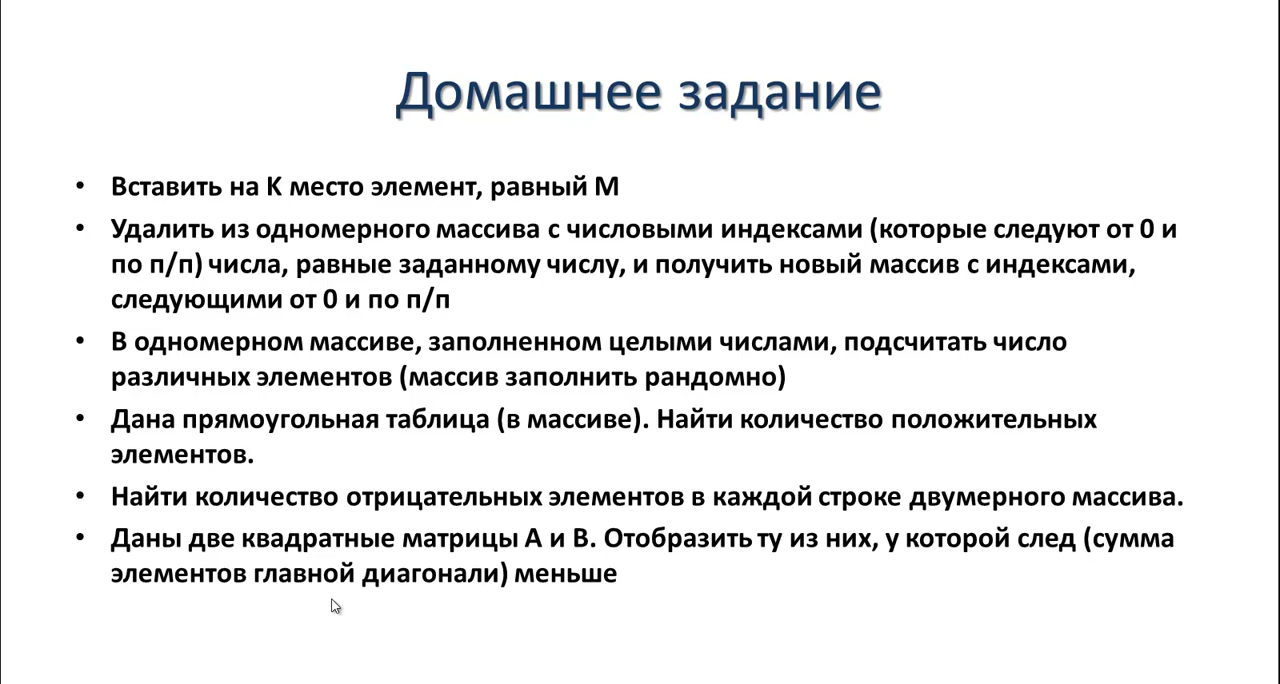 Домашнее задание
• Вставить на К место элемент, равный М
• Удалить из одномерного массива с числовыми индексами (которые следуют от 0 и
по п/п) числа, равные заданному числу, и получить новый массив с индексами,
следующими от 0 и по п/п
• В одномерном массиве, заполненном целыми числами, подсчитать число
различных элементов (массив заполнить рандомно)
• Дана прямоугольная таблица (в массиве). Найти количество положительных
элементов.
• Найти количество отрицательных элементов в каждой строке двумерного массива.
• Даны две квадратные матрицы А и В. Отобразить ту из них, у которой след (сумма
элементов главной диагонали) меньше